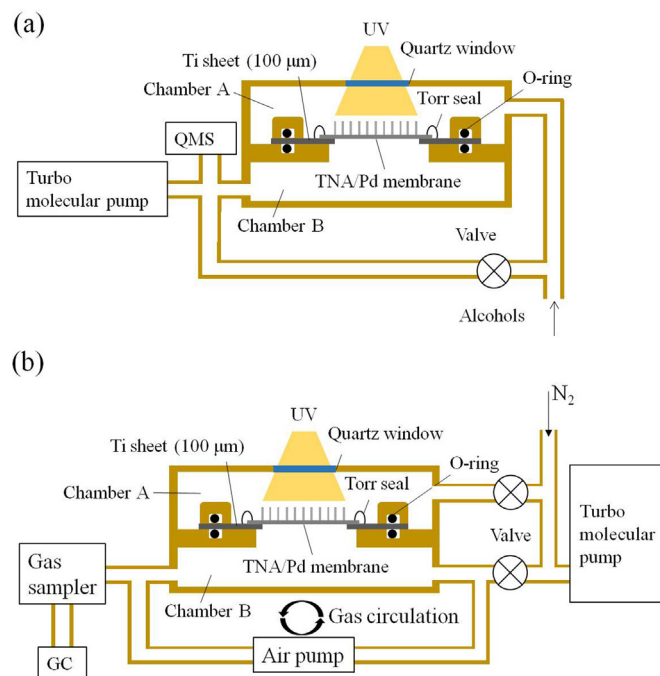 (a)
UV
Quartz window
Ti sheet (100 μm)
O-ring
Chamber A
Torr seal
QMS
Turbo
molecular pump
TNA/Pd membrane
Chamber B
Valve
Alcohols
(b)
N2
UV
Quartz window
Ti sheet (100 μm)
O-ring
Chamber A
Torr seal
Turbo
molecular
pump
Valve
Gas
sampler
TNA/Pd membrane
Chamber B
Gas circulation
Air pump
GC